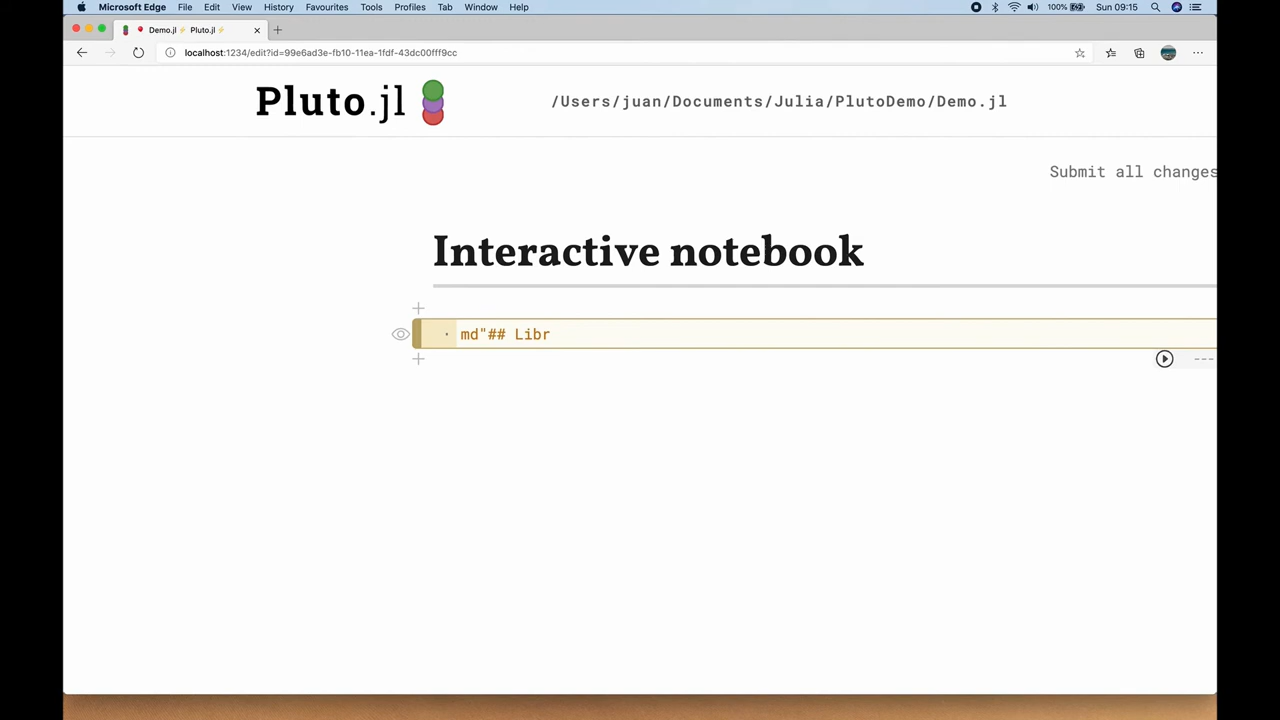 Microsoft Edge File Edit View History Favourites Tools Profiles Tab Window Help 100% Sun 09:15
Demo.jl ⚡ Pluto.jl ⚡
localhost:1234/edit?id=99e6ad3e-fb10-11ea-1fdf-43dc00fff9cc
Pluto.jl
/Users/juan/Documents/Julia/PlutoDemo/Demo.jl
Submit all changes
Interactive notebook
md"## Libr